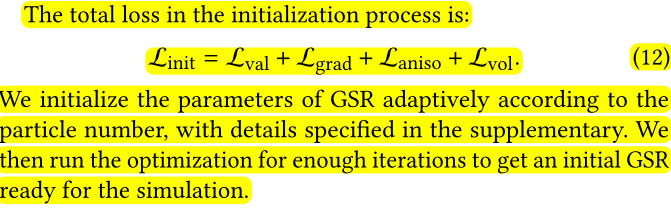 The total loss in the initialization process is:
ℒ_init = ℒ_val + ℒ_grad + ℒ_aniso + ℒ_vol. (12)
We initialize the parameters of GSR adaptively according to the
particle number, with details specified in the supplementary. We
then run the optimization for enough iterations to get an initial GSR
ready for the simulation.